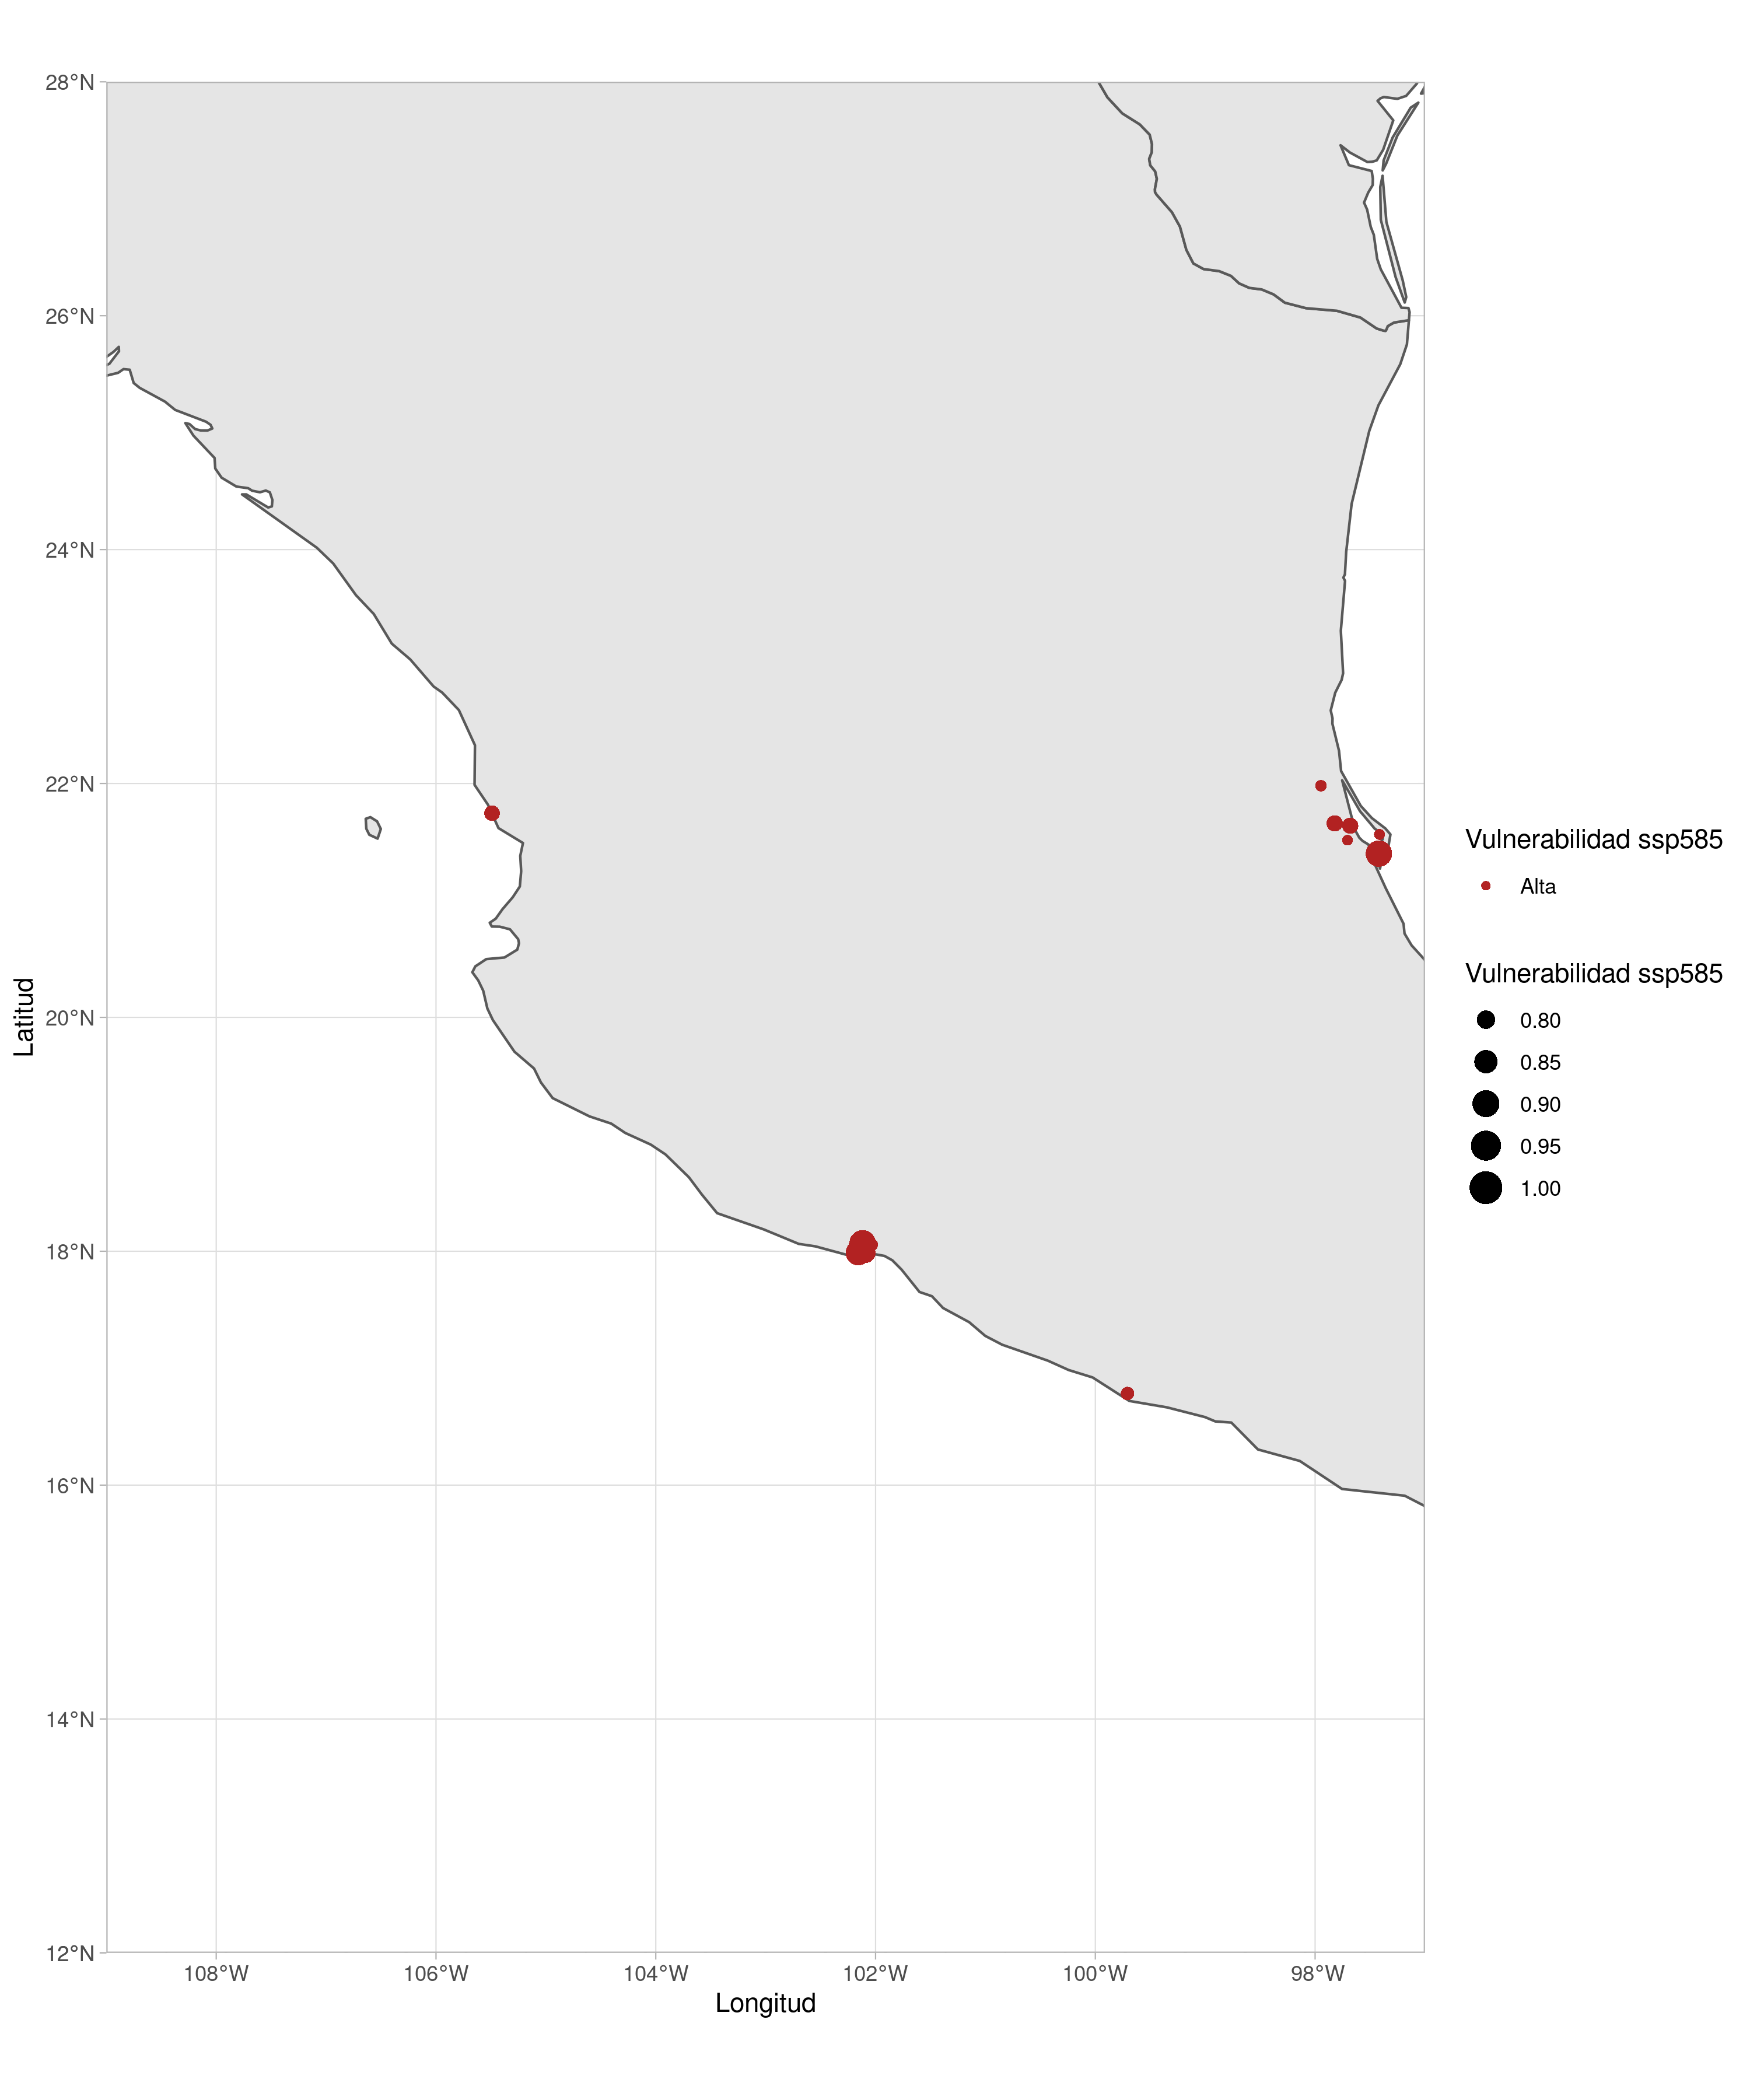 28°N
26°N
24°N
22°N
20°N
18°N
16°N
14°N
12°N
Latitud
108°W
106°W
104°W
102°W
100°W
98°W
Longitud
Vulnerabilidad ssp585
Alta
Vulnerabilidad ssp585
0.80
0.85
0.90
0.95
1.00